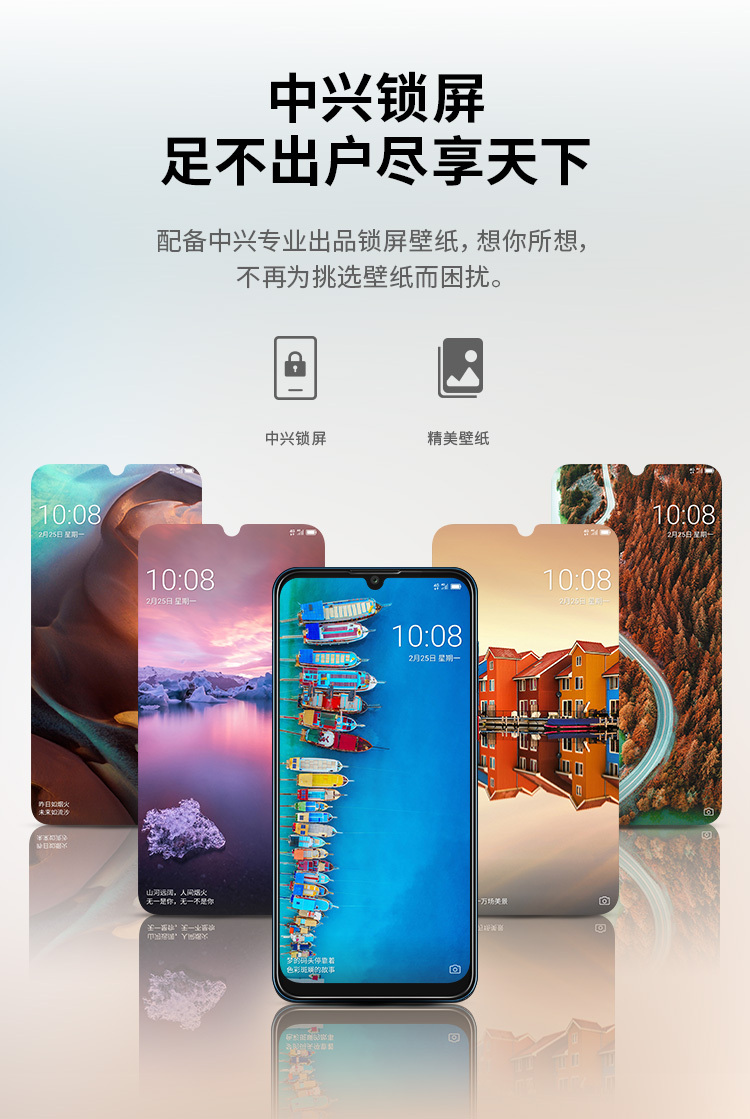 中兴锁屏
足不出户尽享天下
配备中兴专业出品锁屏壁纸，想你所想，
不再为挑选壁纸而困扰。
中兴锁屏
精美壁纸
10:08
2月25日 星期一
昨日如烟火
未来如流沙
10:08
2月25日 星期一
山河远阔，人间烟火
无一是你，无一不是你
10:08
2月25日 星期一
梦的码头停靠着
色彩斑斓的故事
10:08
2月25日 星期一
一万场美景
10:08
2月25日 星期一